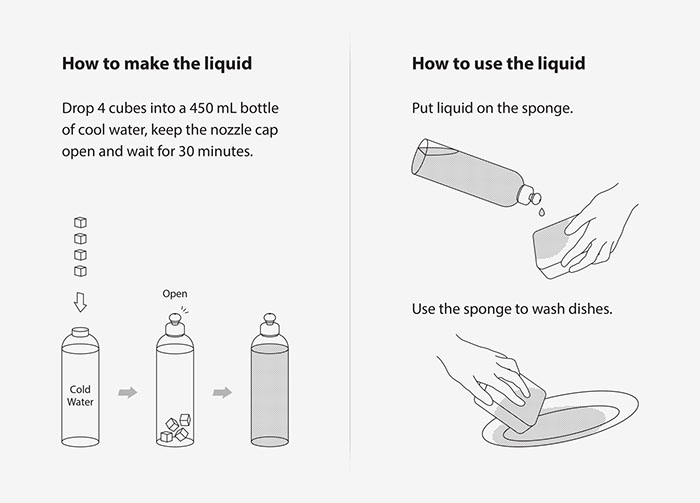 How to make the liquid
Drop 4 cubes into a 450 mL bottle
of cool water, keep the nozzle cap
open and wait for 30 minutes.
Open
Cold
Water
How to use the liquid
Put liquid on the sponge.
Use the sponge to wash dishes.